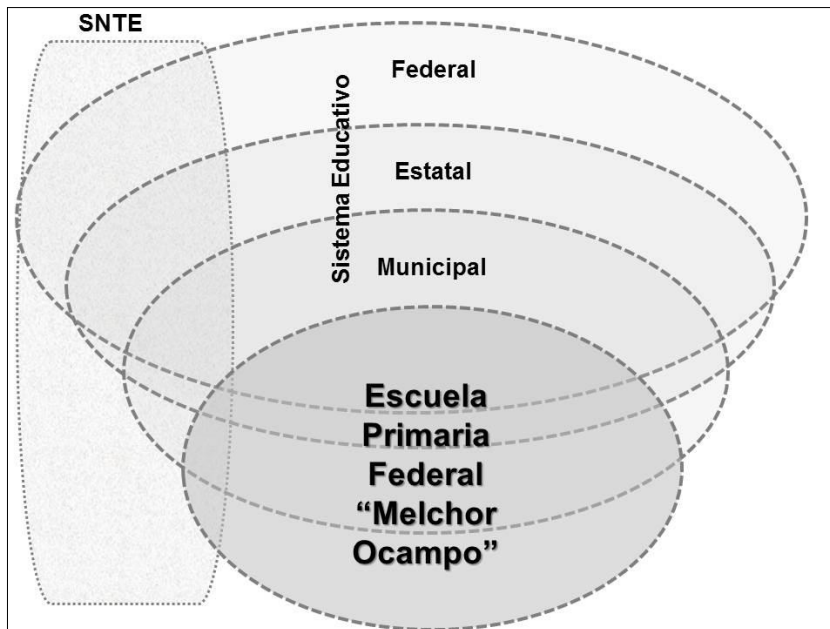 SNTE
Federal
Sistema Educativo
Estatal
Municipal
Escuela
Primaria
Federal
“Melchor
Ocampo”